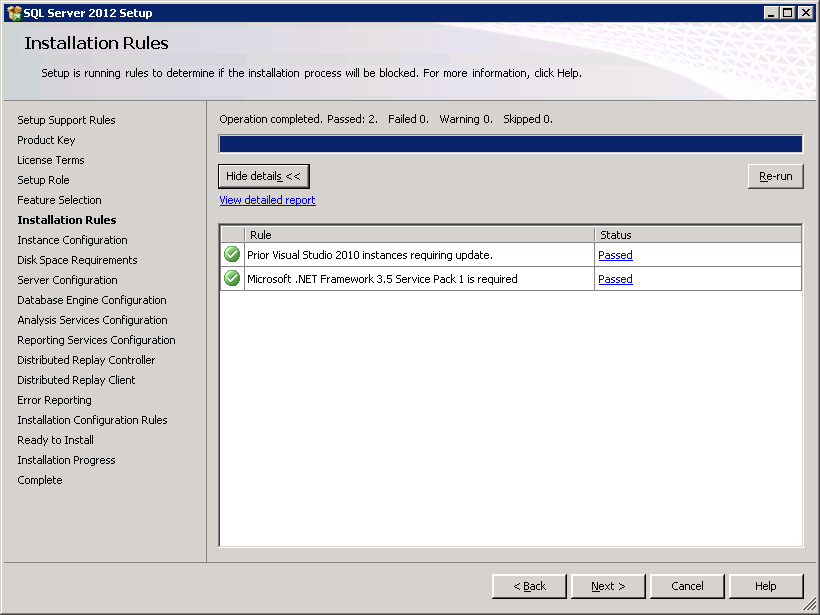 SQL Server 2012 Setup
Installation Rules
Setup is running rules to determine if the installation process will be blocked. For more information, click Help.
Setup Support Rules
Product Key
License Terms
Setup Role
Feature Selection
Installation Rules
Instance Configuration
Disk Space Requirements
Server Configuration
Database Engine Configuration
Analysis Services Configuration
Reporting Services Configuration
Distributed Replay Controller
Distributed Replay Client
Error Reporting
Installation Configuration Rules
Ready to Install
Installation Progress
Complete
Operation completed. Passed: 2. Failed 0. Warning 0. Skipped 0.
Hide details <<
Re-run
View detailed report
Rule Status
Prior Visual Studio 2010 instances requiring update. Passed
Microsoft .NET Framework 3.5 Service Pack 1 is required Passed
< Back Next > Cancel Help